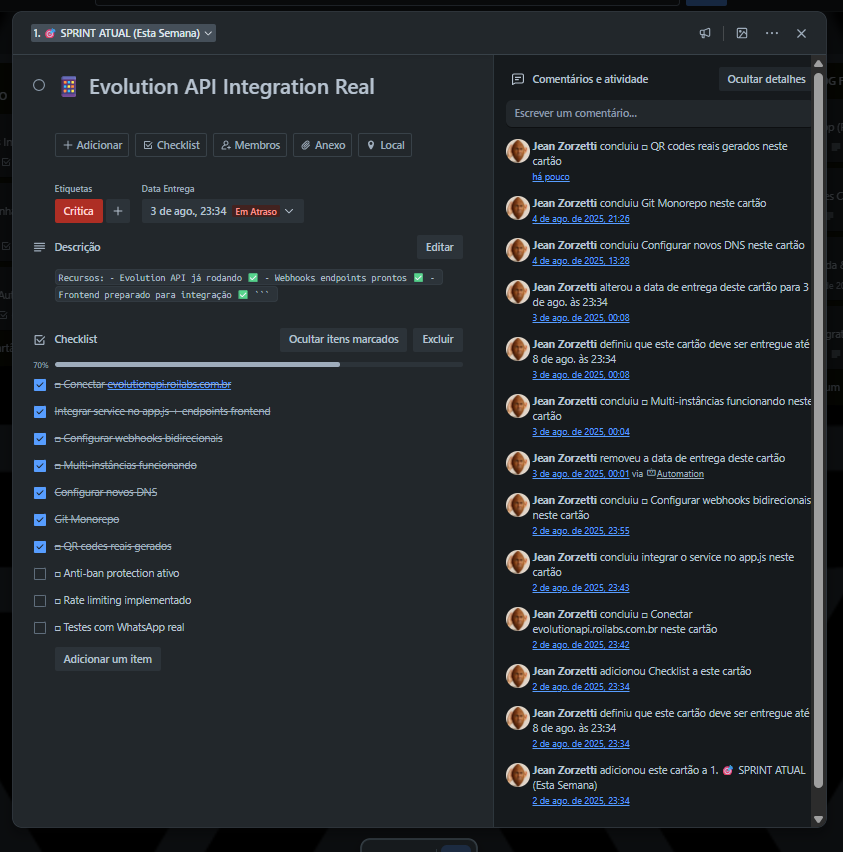 1. 🎯 SPRINT ATUAL (Esta Semana)
📱 Evolution API Integration Real
+ Adicionar
Checklist
Membros
Anexo
Local
Etiquetas
Data Entrega
Crítica
+
3 de ago., 23:34 Em Atraso
Descrição
Editar
Recursos: - Evolution API já rodando ✅ - Webhooks endpoints prontos ✅ -
Frontend preparado para integração ✅ ```
Checklist
Ocultar itens marcados
Excluir
70%
□ Conectar evolutionapi.roilabs.com.br
Integrar service no app.js + endpoints frontend
□ Configurar webhooks bidirecionais
□ Multi-instâncias funcionando
Configurar novos DNS
Git Monorepo
□ QR codes reais gerados
□ Anti-ban protection ativo
□ Rate limiting implementado
□ Testes com WhatsApp real
Adicionar um item
Comentários e atividade
Ocultar detalhes
Escrever um comentário...
Jean Zorzetti concluiu □ QR codes reais gerados neste
cartão
há pouco
Jean Zorzetti concluiu Git Monorepo neste cartão
4 de ago. de 2025, 21:26
Jean Zorzetti concluiu Configurar novos DNS neste cartão
4 de ago. de 2025, 13:28
Jean Zorzetti alterou a data de entrega deste cartão para 3
de ago. às 23:34
3 de ago. de 2025, 00:08
Jean Zorzetti definiu que este cartão deve ser entregue até
8 de ago. às 23:34
3 de ago. de 2025, 00:08
Jean Zorzetti concluiu □ Multi-instâncias funcionando neste
cartão
3 de ago. de 2025, 00:04
Jean Zorzetti removeu a data de entrega deste cartão
3 de ago. de 2025, 00:01 via Automation
Jean Zorzetti concluiu □ Configurar webhooks bidirecionais
neste cartão
2 de ago. de 2025, 23:55
Jean Zorzetti concluiu integrar o service no app.js neste
cartão
2 de ago. de 2025, 23:43
Jean Zorzetti concluiu □ Conectar
evolutionapi.roilabs.com.br neste cartão
2 de ago. de 2025, 23:42
Jean Zorzetti adicionou Checklist a este cartão
2 de ago. de 2025, 23:34
Jean Zorzetti definiu que este cartão deve ser entregue até
8 de ago. às 23:34
2 de ago. de 2025, 23:34
Jean Zorzetti adicionou este cartão a 1. 🎯 SPRINT ATUAL
(Esta Semana)
2 de ago. de 2025, 23:34